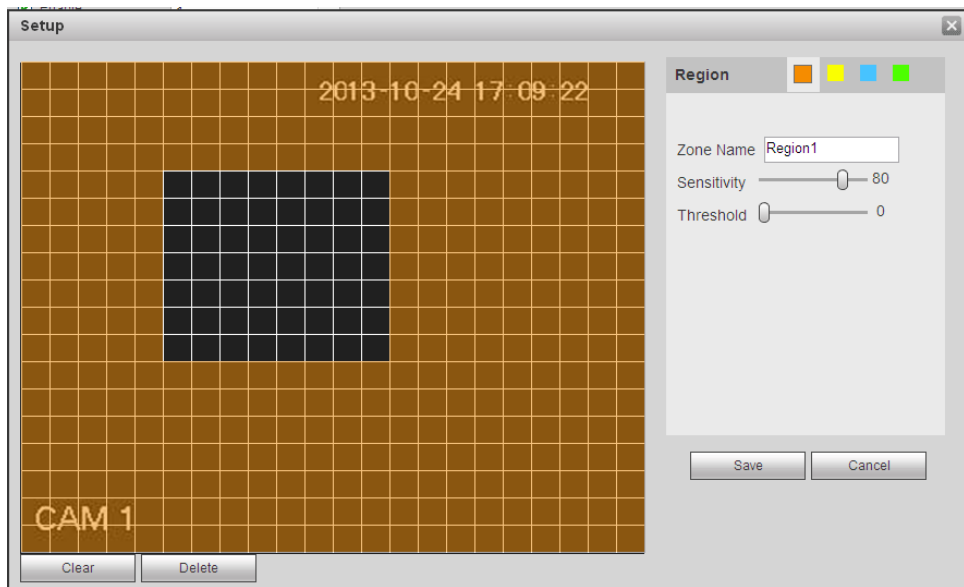 Setup
2013-10-24 17:09:22
Region
Zone Name Region1
Sensitivity 80
Threshold 0
Save Cancel
CAM 1
Clear Delete